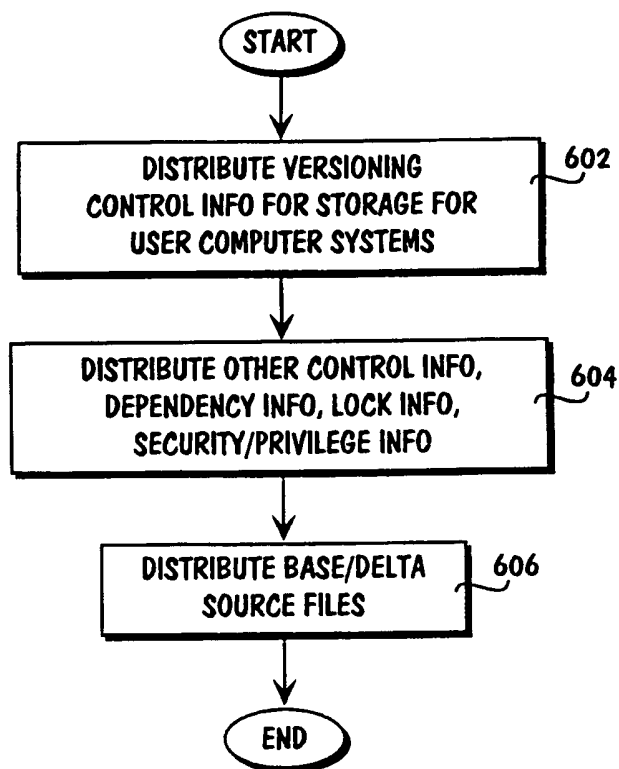 START
DISTRIBUTE VERSIONING
CONTROL INFO FOR STORAGE FOR
USER COMPUTER SYSTEMS
602
DISTRIBUTE OTHER CONTROL INFO,
DEPENDENCY INFO, LOCK INFO,
SECURITY/PRIVILEGE INFO
604
DISTRIBUTE BASE/DELTA
SOURCE FILES
606
END